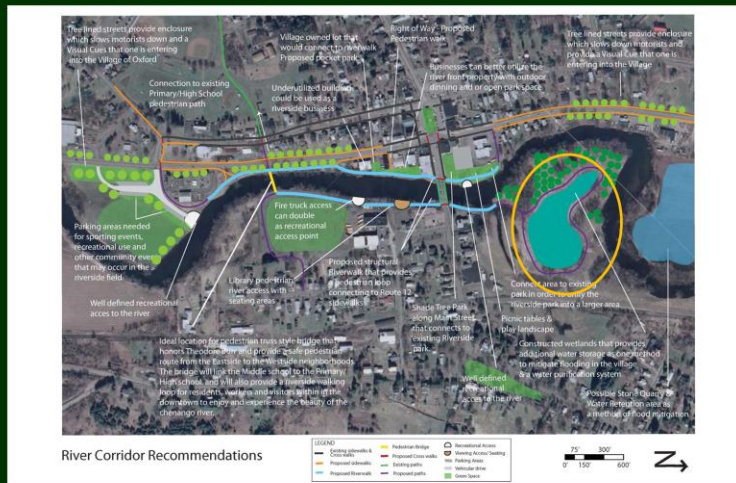 Tree lined streets provide enclosure
which slows motorists down and a
Visual Cues that one is entering
into the Village of Oxford
Connection to existing
Primary/High School
pedestrian path
Village owned lot that
would connect to riverwalk
Proposed pocket park
Underutilized building
could be used as a
riverside business
Right of Way - Proposed
Pedestrian walk
Businesses can better utilize the
river front property with outdoor
dinning and or open park space
Tree lined streets provide enclosure
which slows down motorists and
provide a Visual Cue that one is
entering into the Village
Parking areas needed
for sporting events,
recreational use and
other community events
that may occur in the
riverside field.
Well defined recreational
acces to the river
Fire truck access
can double
as recreational
access point
Library pedestrian
river access with
seating areas
Proposed structural
Riverwalk that provides
a pedestrian loop
connecting to Route 12
sidewalks
Shade Tree Park
along Main Street
that connects to
existing Riverside
park.
Ideal location for pedestrian truss style bridge that
honors Theodore Burr and provide a safe pedestrian
route from the Eastside to the Westside neighborhoods.
The bridge will link the Middle school to the Primary/
High school, and will also provide a riverside walking
loop for residents, working and visitors within in the
downtown to enjoy and experience the beauty of the
chenango river.
Well defined
recreational
acces to the river
Connect area to existing
park in order to unify the
riverside park into a larger area
Picnic tables &
play landscape
Constructed wetlands that provides
additional water storage as one method
to mitigate flooding in the village
& a water purification system
Possible Stone Quarry &
Water Retention area as
a method of flood mitigation
River Corridor Recommendations
LEGEND
Existing sidewalks &
Cross walks
Proposed sidewalks
Proposed Riverwalk
Pedestrian Bridge
Proposed Cross walks
Existing paths
Proposed paths
Recreational Access
Viewing Access/ Seating
Parking Areas
Vehicular drive
Green Space
75' 300'
0' 150' 600'
Z